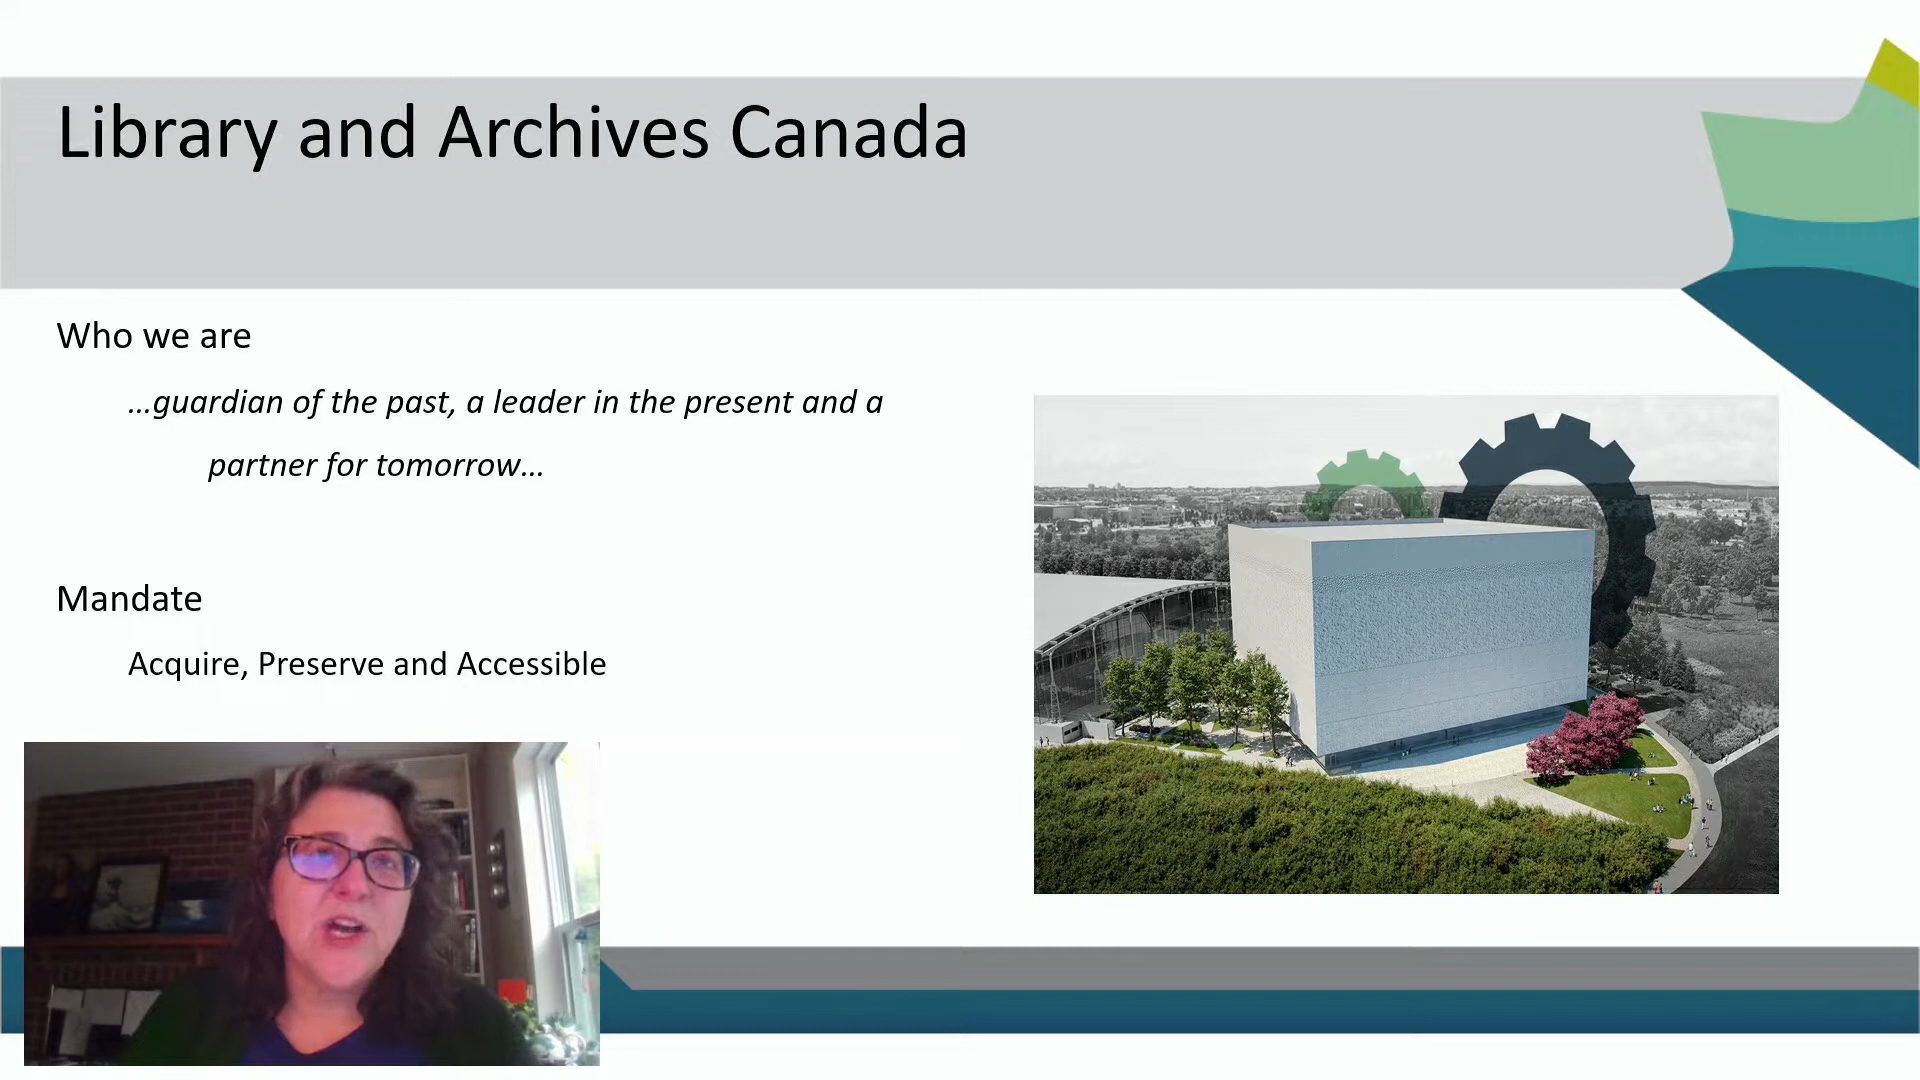 Library and Archives Canada
Who we are
…guardian of the past, a leader in the present and a
partner for tomorrow…
Mandate
Acquire, Preserve and Accessible